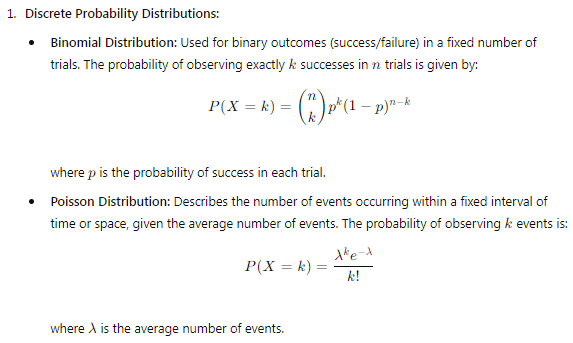 1. Discrete Probability Distributions:
• Binomial Distribution: Used for binary outcomes (success/failure) in a fixed number of
trials. The probability of observing exactly k successes in n trials is given by:
P(X = k) = \binom{n}{k} p^k (1 − p)^{n−k}
where p is the probability of success in each trial.
• Poisson Distribution: Describes the number of events occurring within a fixed interval of
time or space, given the average number of events. The probability of observing k events is:
P(X = k) = \frac{λ^k e^{−λ}}{k!}
where λ is the average number of events.